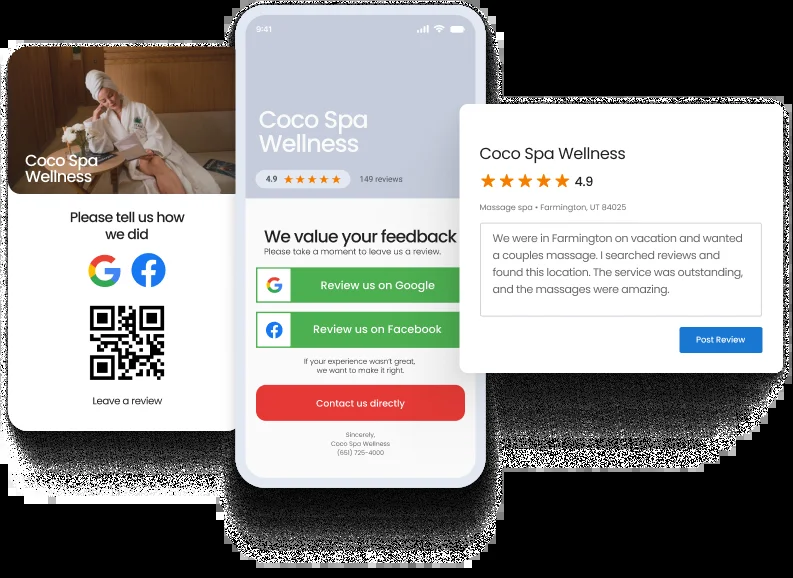 Coco Spa
Wellness
Please tell us how
we did
Leave a review
9:41
Coco Spa
Wellness
4.9
149 reviews
We value your feedback
Please take a moment to leave us a review.
Review us on Google
Review us on Facebook
If your experience wasn't great,
we want to make it right.
Contact us directly
Sincerely,
Coco Spa Wellness
(651) 725-4000
Coco Spa Wellness
4.9
Massage spa • Farmington, UT 84025
We were in Farmington on vacation and wanted
a couples massage. I searched reviews and
found this location. The service was outstanding,
and the massages were amazing.
Post Review